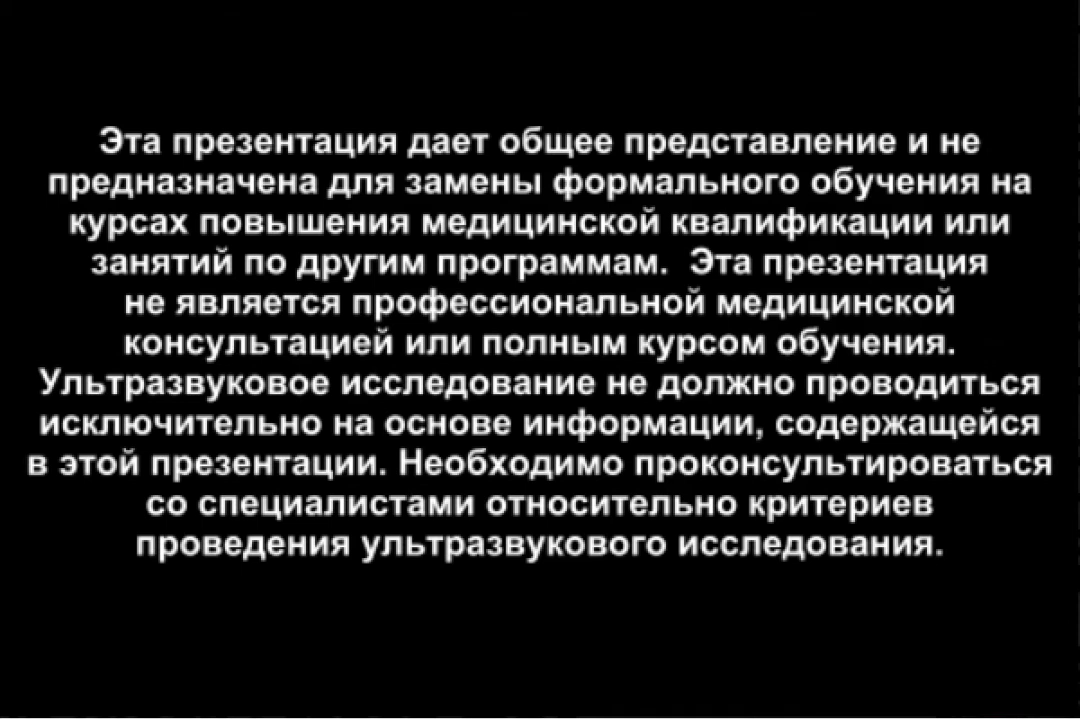 Эта презентация дает общее представление и не
предназначена для замены формального обучения на
курсах повышения медицинской квалификации или
занятий по другим программам.  Эта презентация
не является профессиональной медицинской
консультацией или полным курсом обучения.
Ультразвуковое исследование не должно проводиться
исключительно на основе информации, содержащейся
в этой презентации. Необходимо проконсультироваться
со специалистами относительно критериев
проведения ультразвукового исследования.